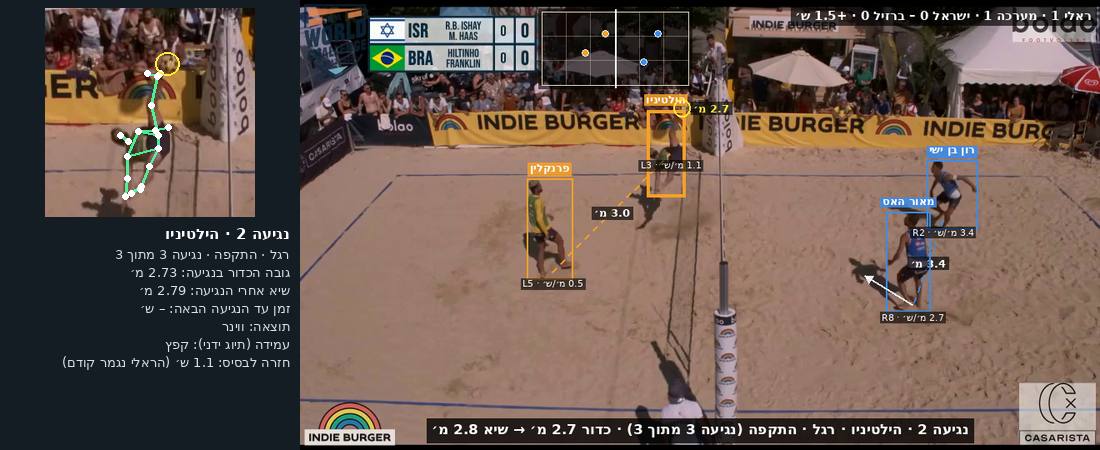 נגיעה 2 · הילטיניו
רגל · התקפה · נגיעה 3 מתוך 3
גובה הכדור בנגיעה: 2.73 מ׳
שיא אחרי הנגיעה: 2.79 מ׳
זמן עד הנגיעה הבאה: – ש׳
תוצאה: ווינר
עמידה (תיוג ידני): קפץ
חזרה לבסיס: 1.1 ש׳ (הראלי נגמר קודם)
ראלי 1 · מערכה 1 · ישראל 0 – ברזיל 0 · +1.5 ש׳
WORLD
ISR R.B. ISHAY M. HAAS 0 0
BRA HILTINHO FRANKLIN 0 0
INDIE BURGER
bolao
CASARISTA
bolao
INDIE BURGER
INDIE BURGER
הילטיניו
2.7 מ׳
L3 · 1.1 מ׳/ש׳
פרנקלין
3.0 מ׳
L5 · 0.5 מ׳/ש׳
רון בן ישי
R2 · 3.4 מ׳/ש׳
מאור האס
3.4 מ׳
R8 · 2.7 מ׳/ש׳
נגיעה 2 · הילטיניו · רגל · התקפה (נגיעה 3 מתוך 3) · כדור 2.7 מ׳ → שיא 2.8 מ׳
INDIE BURGER
CASARISTA